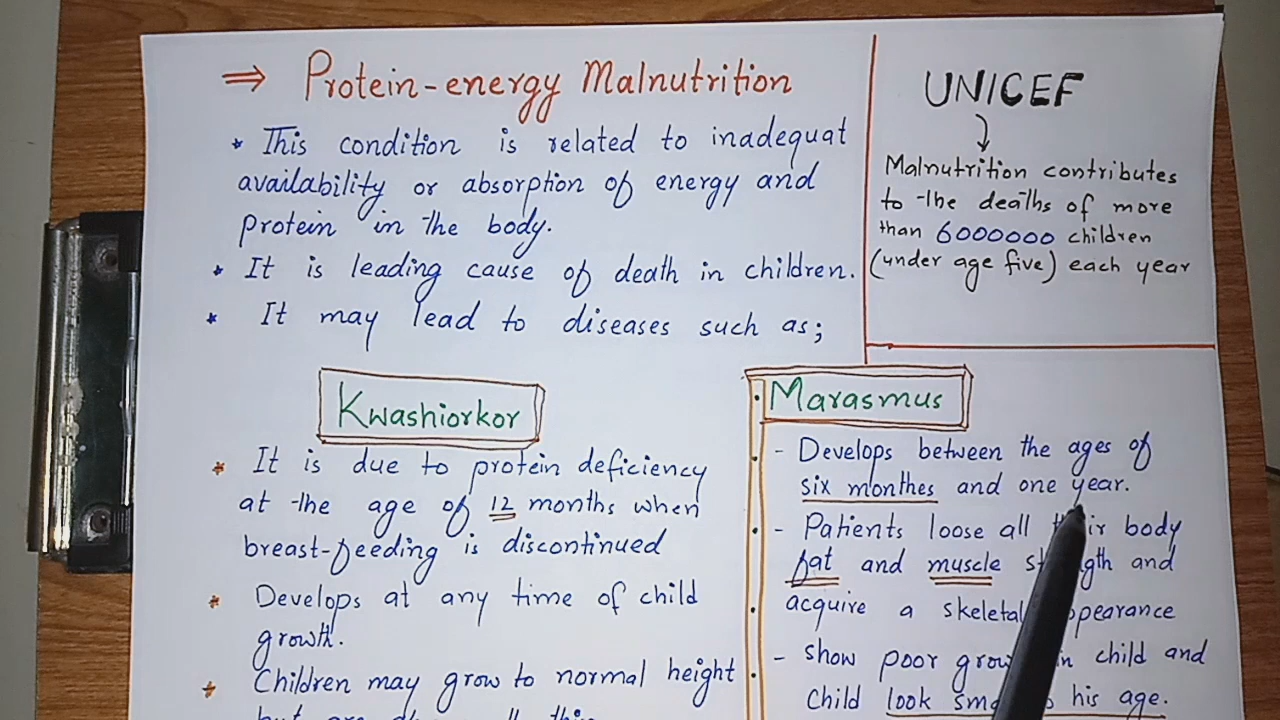 ⇒ Protein-energy Malnutrition
* This condition is related to inadequat
availability or absorption of energy and
protein in the body.
* It is leading cause of death in children.
* It may lead to diseases such as;
UNICEF
Malnutrition contributes
to the deaths of more
than 6000000 children
(under age five) each year
Kwashiorkor
* It is due to protein deficiency
at the age of 12 months when
breast-feeding is discontinued
* Develops at any time of child
growth.
* Children may grow to normal height
Marasmus
- Develops between the ages of
six monthes and one year.
- Patients loose all body
fat and muscle and
acquire a skeletal
- show poor child and
child look his age.